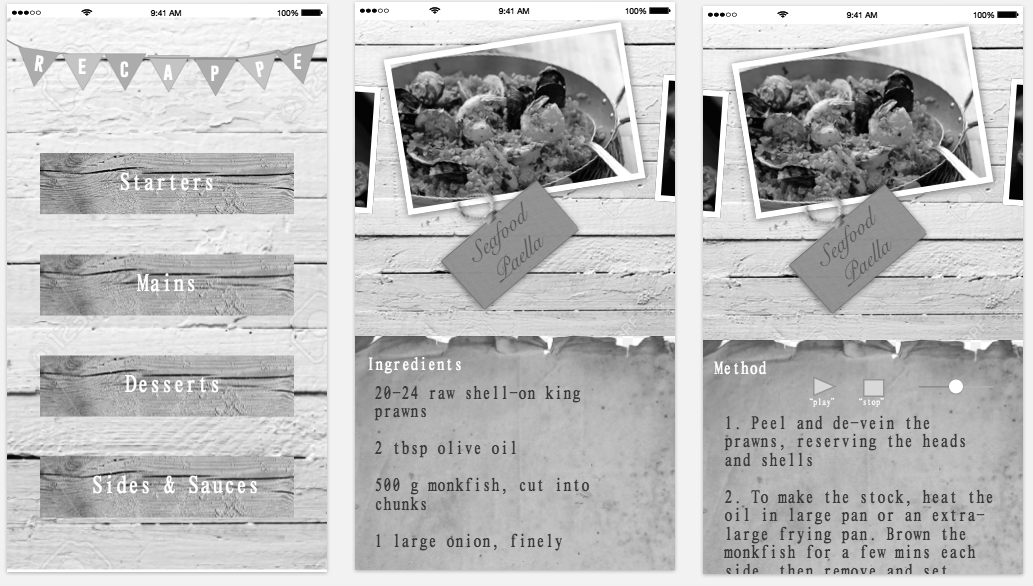 9:41 AM 100%
RECAPPE
Starters
Mains
Desserts
Sides & Sauces
9:41 AM 100%
Seafood
Paella
Ingredients
20-24 raw shell-on king
prawns
2 tbsp olive oil
500 g monkfish, cut into
chunks
1 large onion, finely
9:41 AM 100%
Seafood
Paella
Method
"play" "stop"
1. Peel and de-vein the
prawns, reserving the heads
and shells
2. To make the stock, heat the
oil in large pan or an extra-
large frying pan. Brown the
monkfish for a few mins each
side, then remove and set